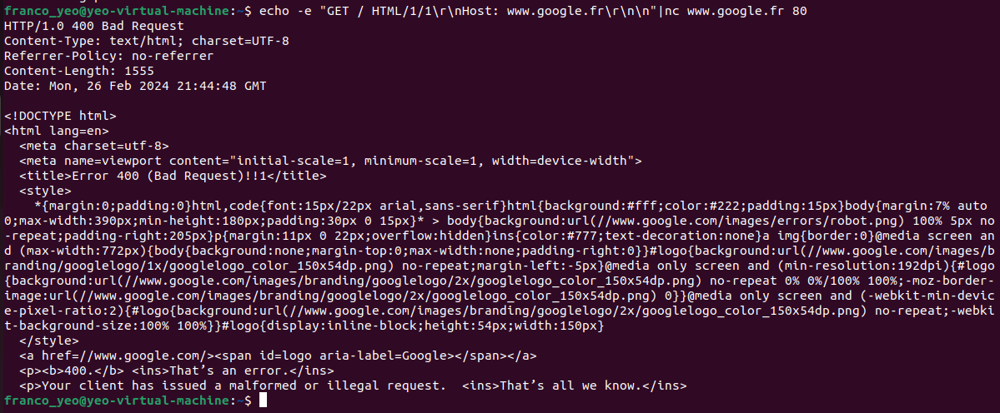 franco_yeo@yeo-virtual-machine:~$ echo -e "GET / HTML/1/1\r\nHost: www.google.fr\r\n\n"|nc www.google.fr 80
HTTP/1.0 400 Bad Request
Content-Type: text/html; charset=UTF-8
Referrer-Policy: no-referrer
Content-Length: 1555
Date: Mon, 26 Feb 2024 21:44:48 GMT

<!DOCTYPE html>
<html lang=en>
  <meta charset=utf-8>
  <meta name=viewport content="initial-scale=1, minimum-scale=1, width=device-width">
  <title>Error 400 (Bad Request)!!1</title>
  <style>
    *{margin:0;padding:0}html,code{font:15px/22px arial,sans-serif}html{background:#fff;color:#222;padding:15px}body{margin:7% auto
0;max-width:390px;min-height:180px;padding:30px 0 15px}* > body{background:url(//www.google.com/images/errors/robot.png) 100% 5px no
-repeat;padding-right:205px}p{margin:11px 0 22px;overflow:hidden}ins{color:#777;text-decoration:none}a img{border:0}@media screen an
d (max-width:772px){body{background:none;margin-top:0;max-width:none;padding-right:0}}#logo{background:url(//www.google.com/images/b
randing/googlelogo/1x/googlelogo_color_150x54dp.png) no-repeat;margin-left:-5px}@media only screen and (min-resolution:192dpi){#logo
{background:url(//www.google.com/images/branding/googlelogo/2x/googlelogo_color_150x54dp.png) no-repeat 0% 0%/100% 100%;-moz-border-
image:url(//www.google.com/images/branding/googlelogo/2x/googlelogo_color_150x54dp.png) 0}}@media only screen and (-webkit-min-devic
e-pixel-ratio:2){#logo{background:url(//www.google.com/images/branding/googlelogo/2x/googlelogo_color_150x54dp.png) no-repeat;-webki
t-background-size:100% 100%}}#logo{display:inline-block;height:54px;width:150px}
  </style>
  <a href=//www.google.com/><span id=logo aria-label=Google></span></a>
  <p><b>400.</b> <ins>That’s an error.</ins>
  <p>Your client has issued a malformed or illegal request.  <ins>That’s all we know.</ins>
franco_yeo@yeo-virtual-machine:~$